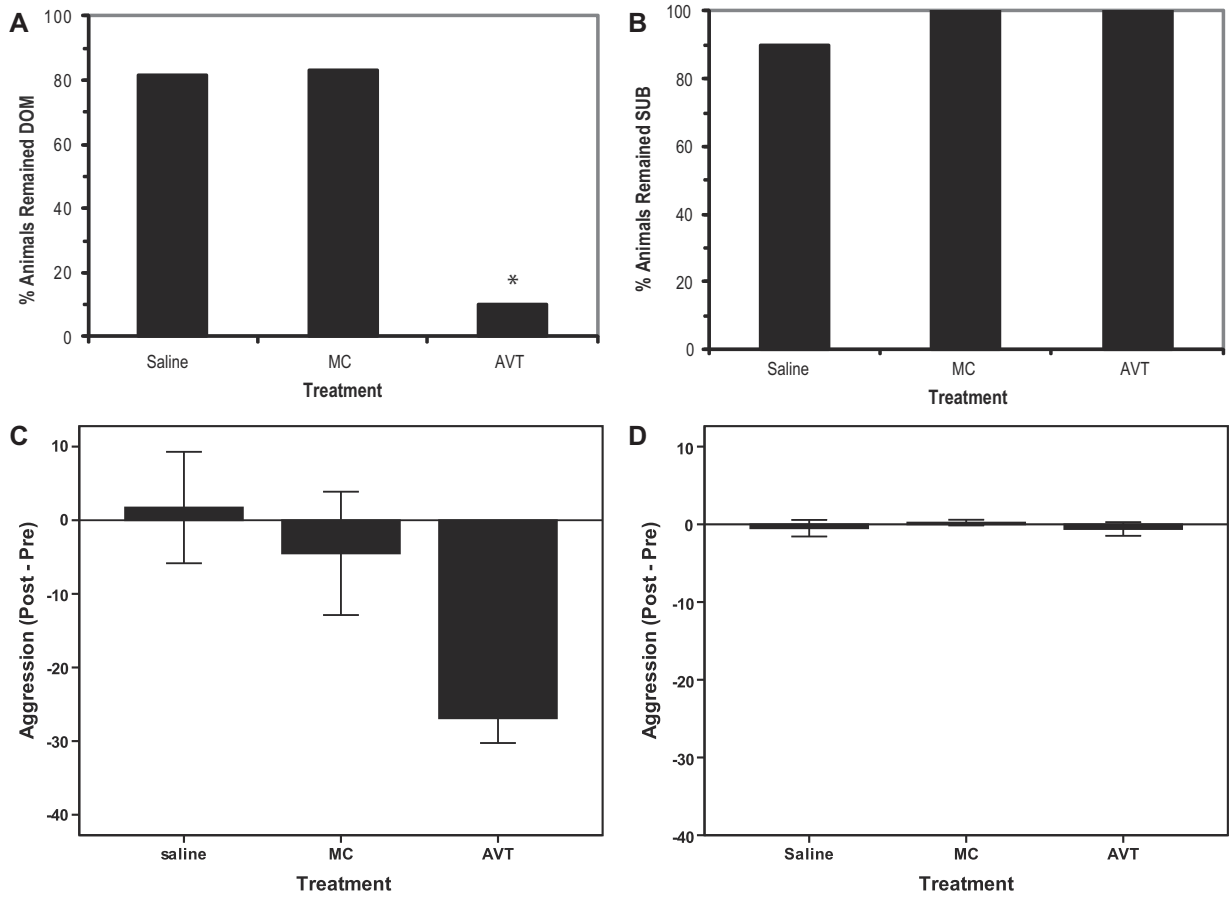 A
% Animals Remained DOM
100
80
60
40
20
0
*
Saline MC AVT
Treatment
B
% Animals Remained SUB
100
80
60
40
20
0
Saline MC AVT
Treatment
C
Aggression (Post - Pre)
10
0
-10
-20
-30
-40
saline MC AVT
Treatment
D
Aggression (Post - Pre)
10
0
-10
-20
-30
-40
Saline MC AVT
Treatment